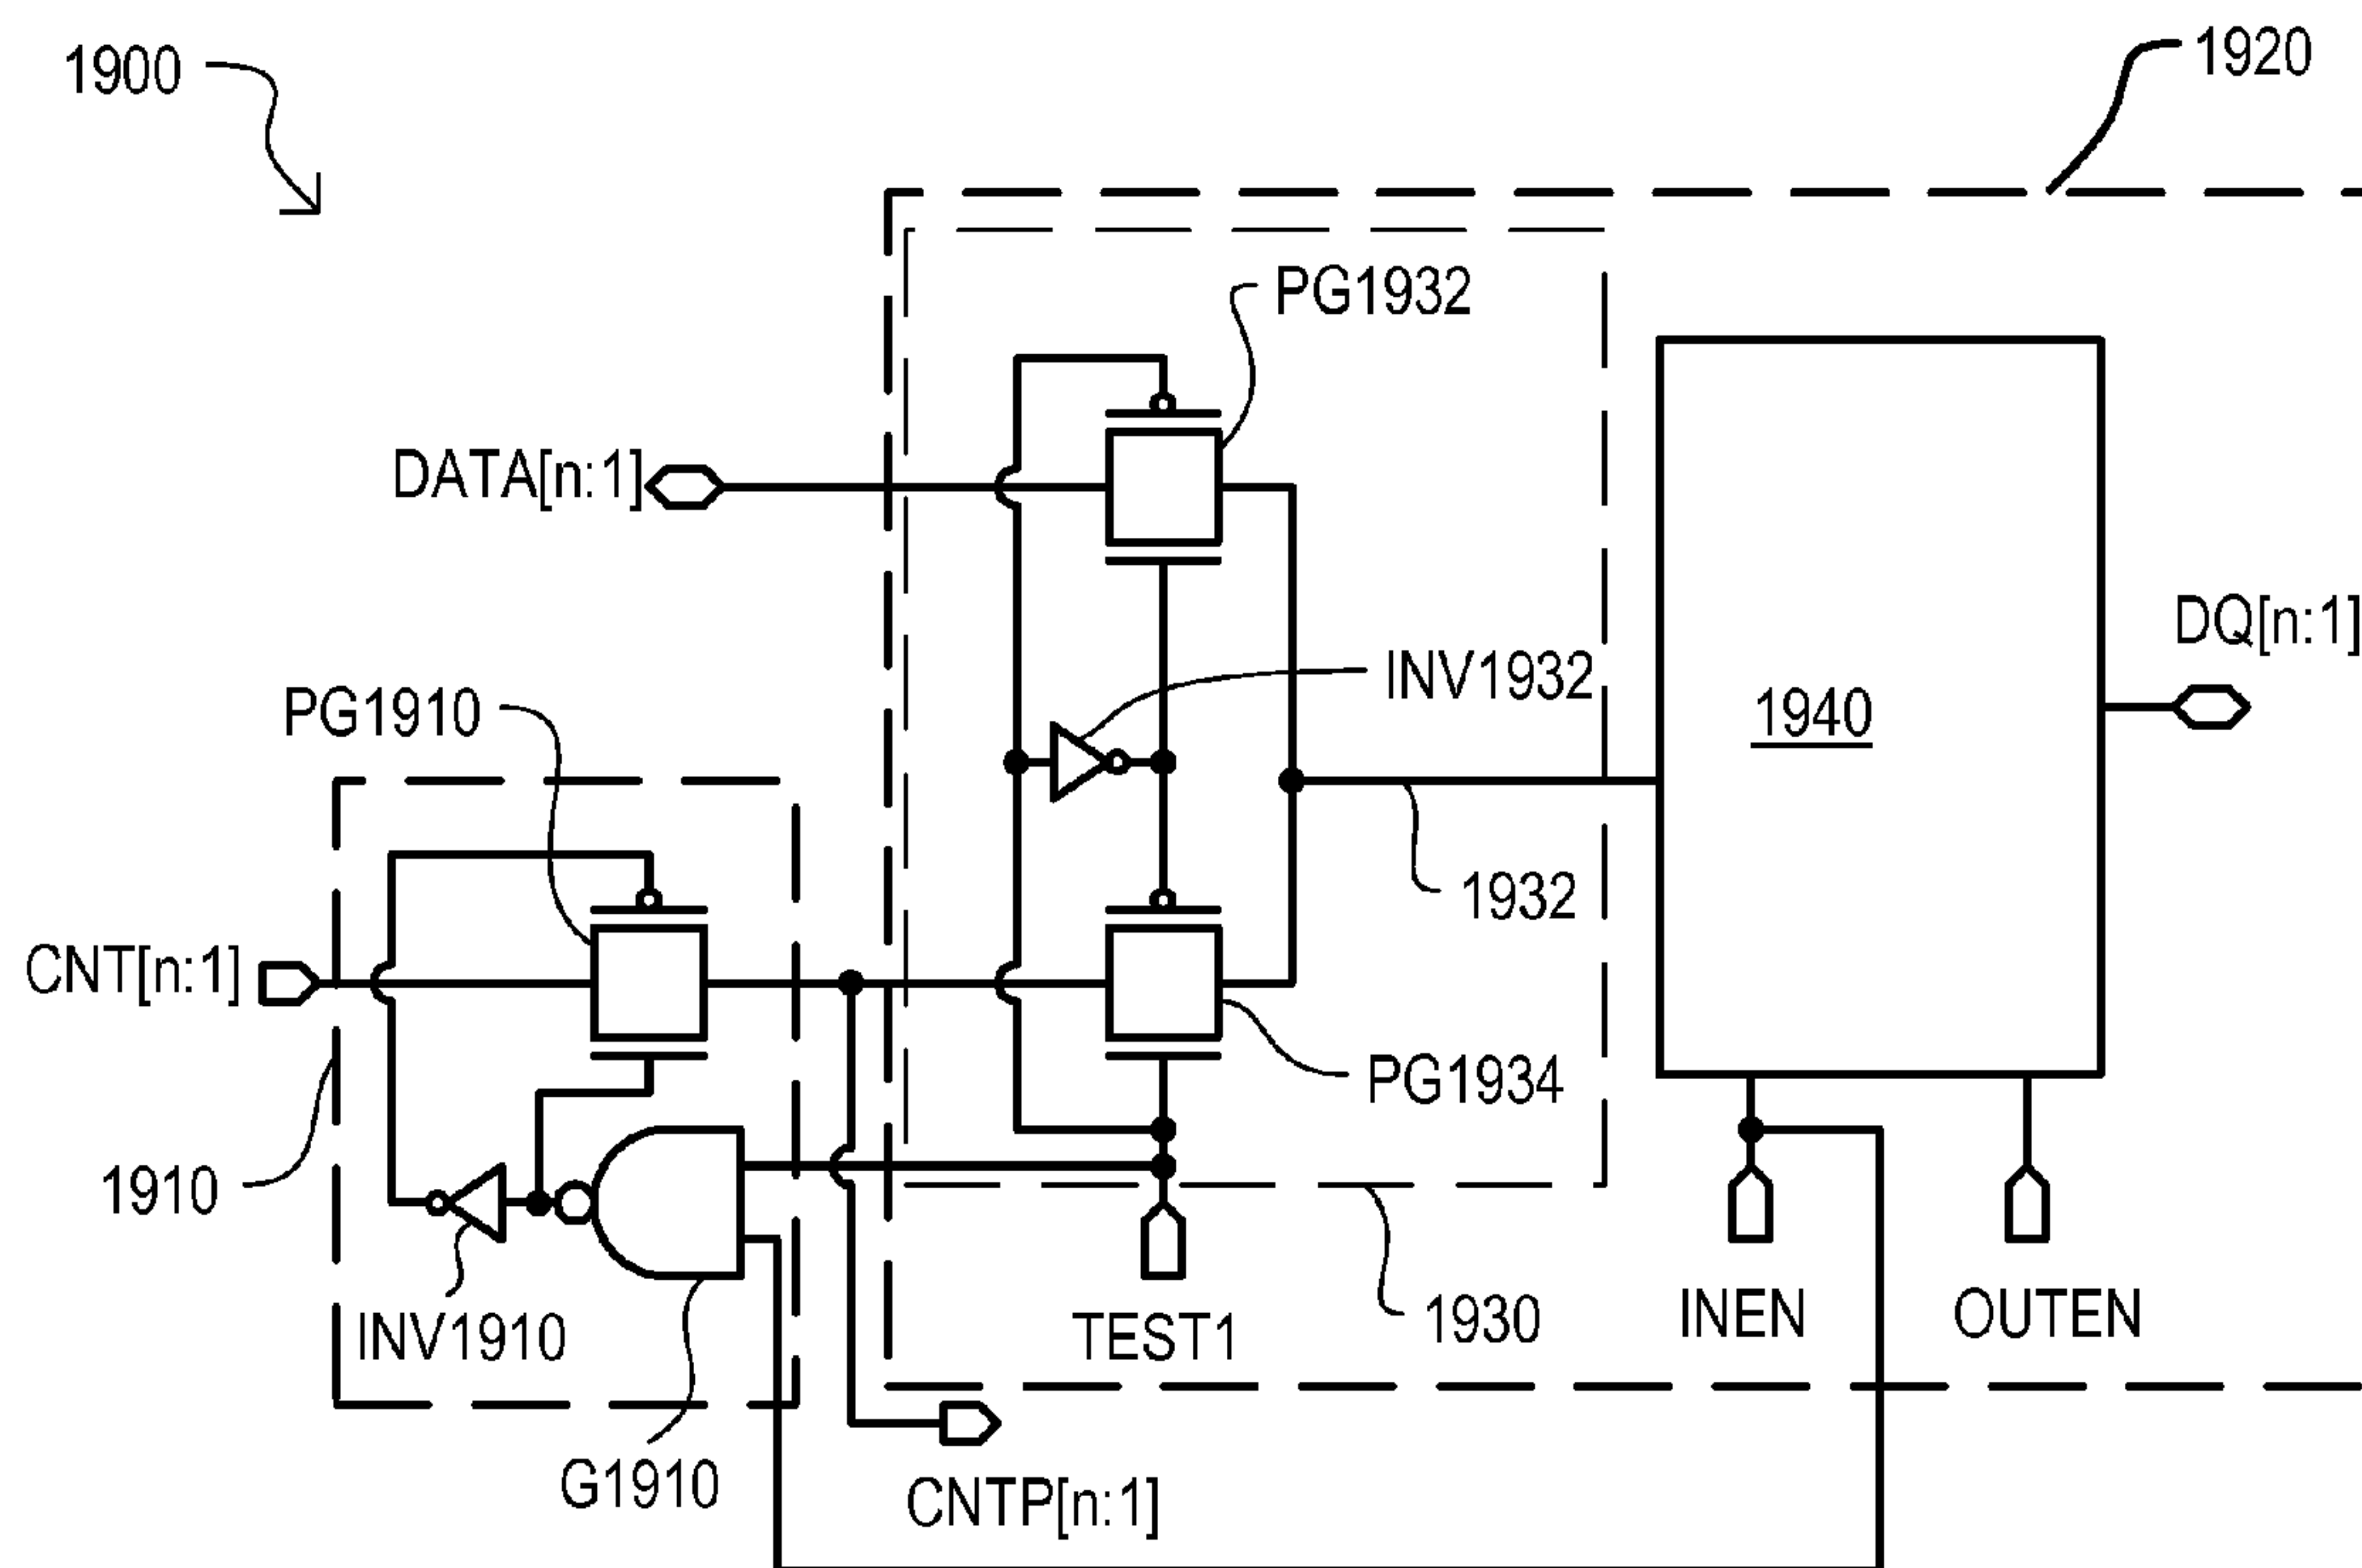 1900
1920
PG1932
DATA[n:1]
DQ[n:1]
INV1932
PG1910
1940
1932
CNT[n:1]
PG1934
1910
INV1910
TEST1
1930
INEN
OUTEN
G1910
CNTP[n:1]